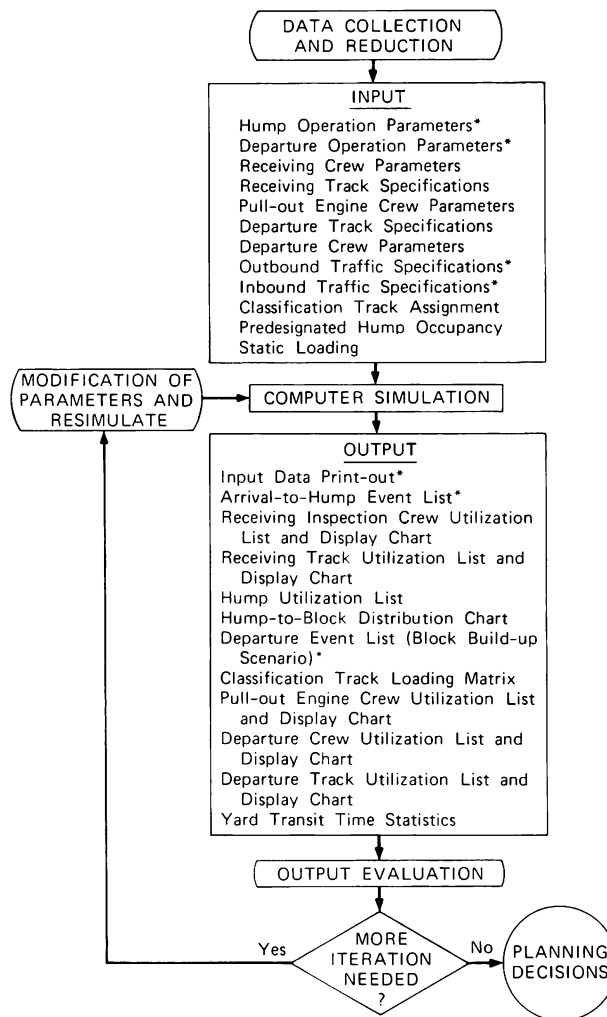 DATA COLLECTION
AND REDUCTION
INPUT
Hump Operation Parameters*
Departure Operation Parameters*
Receiving Crew Parameters
Receiving Track Specifications
Pull-out Engine Crew Parameters
Departure Track Specifications
Departure Crew Parameters
Outbound Traffic Specifications*
Inbound Traffic Specifications*
Classification Track Assignment
Predesignated Hump Occupancy
Static Loading
MODIFICATION OF
PARAMETERS AND
RESIMULATE
COMPUTER SIMULATION
OUTPUT
Input Data Print-out*
Arrival-to-Hump Event List*
Receiving Inspection Crew Utilization
List and Display Chart
Receiving Track Utilization List and
Display Chart
Hump Utilization List
Hump-to-Block Distribution Chart
Departure Event List (Block Build-up
Scenario)*
Classification Track Loading Matrix
Pull-out Engine Crew Utilization List
and Display Chart
Departure Crew Utilization List and
Display Chart
Departure Track Utilization List and
Display Chart
Yard Transit Time Statistics
OUTPUT EVALUATION
Yes
MORE
ITERATION
NEEDED
?
No
PLANNING
DECISIONS